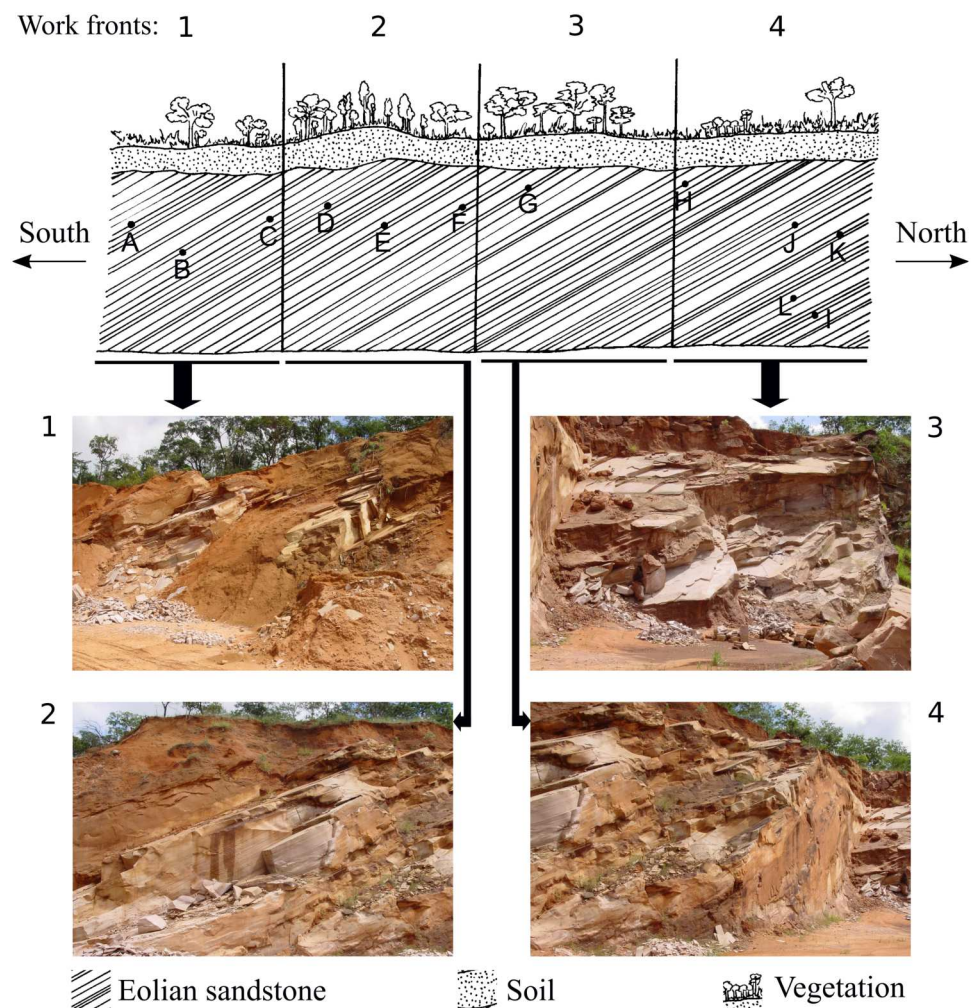 Work fronts: 1 2 3 4
A B C D E F G H J K L I
South North
1 3
2 4
Eolian sandstone Soil Vegetation